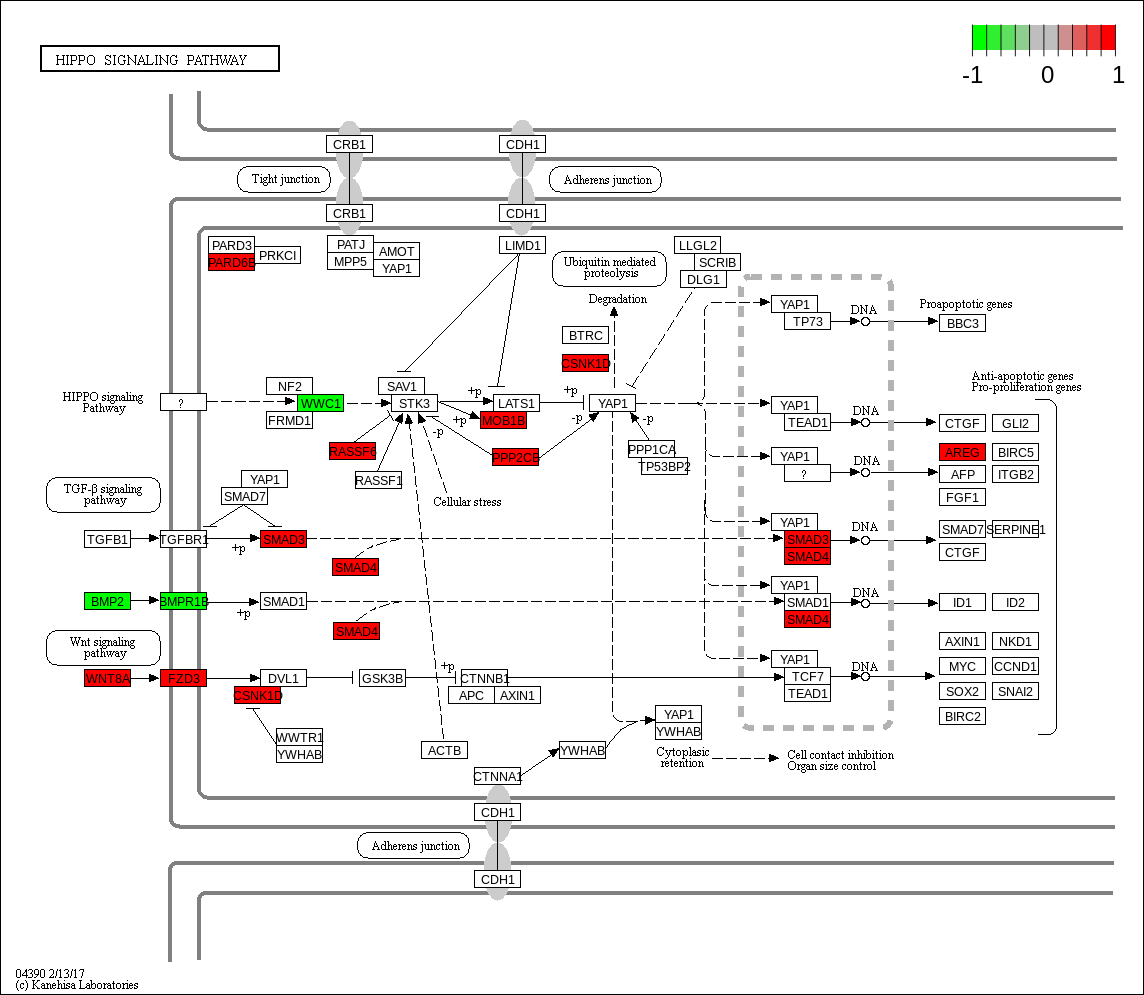 HIPPO SIGNALING PATHWAY
-1 0 1
CRB1
CDH1
Tight junction
Adherens junction
CRB1
CDH1
PARD3
PARD6B
PRKCI
PATJ
MPP5
AMOT
YAP1
LIMD1
LLGL2
SCRIB
DLG1
Ubiquitin mediated
proteolysis
Degradation
BTRC
CSNK1D
YAP1
TP73
DNA
Proapoptotic genes
BBC3
HIPPO signaling
Pathway
?
NF2
WWC1
FRMD1
SAV1
STK3
+p
+p
-p
LATS1
MOB1B
+p
-p
YAP1
-p
RASSF6
RASSF1
PPP2CB
PPP1CA
TP53BP2
Cellular stress
YAP1
TEAD1
DNA
YAP1
?
DNA
Anti-apoptotic genes
Pro-proliferation genes
CTGF
GLI2
AREG
BIRC5
AFP
ITGB2
FGF1
TGF-β signaling
pathway
YAP1
SMAD7
TGFB1
TGFBR1
+p
SMAD3
SMAD4
YAP1
SMAD3
SMAD4
DNA
SMAD7
SERPINE1
CTGF
BMP2
BMPR1B
+p
SMAD1
SMAD4
YAP1
SMAD1
SMAD4
DNA
ID1
ID2
Wnt signaling
pathway
WNT8A
FZD3
DVL1
CSNK1D
GSK3B
+p
CTNNB1
APC
AXIN1
YAP1
TCF7
TEAD1
DNA
AXIN1
NKD1
MYC
CCND1
SOX2
SNAI2
BIRC2
WWTR1
YWHAB
ACTB
YWHAB
YAP1
YWHAB
Cytoplasic
retention
Cell contact inhibition
Organ size control
CTNNA1
CDH1
Adherens junction
CDH1
04390 2/13/17
(c) Kanehisa Laboratories